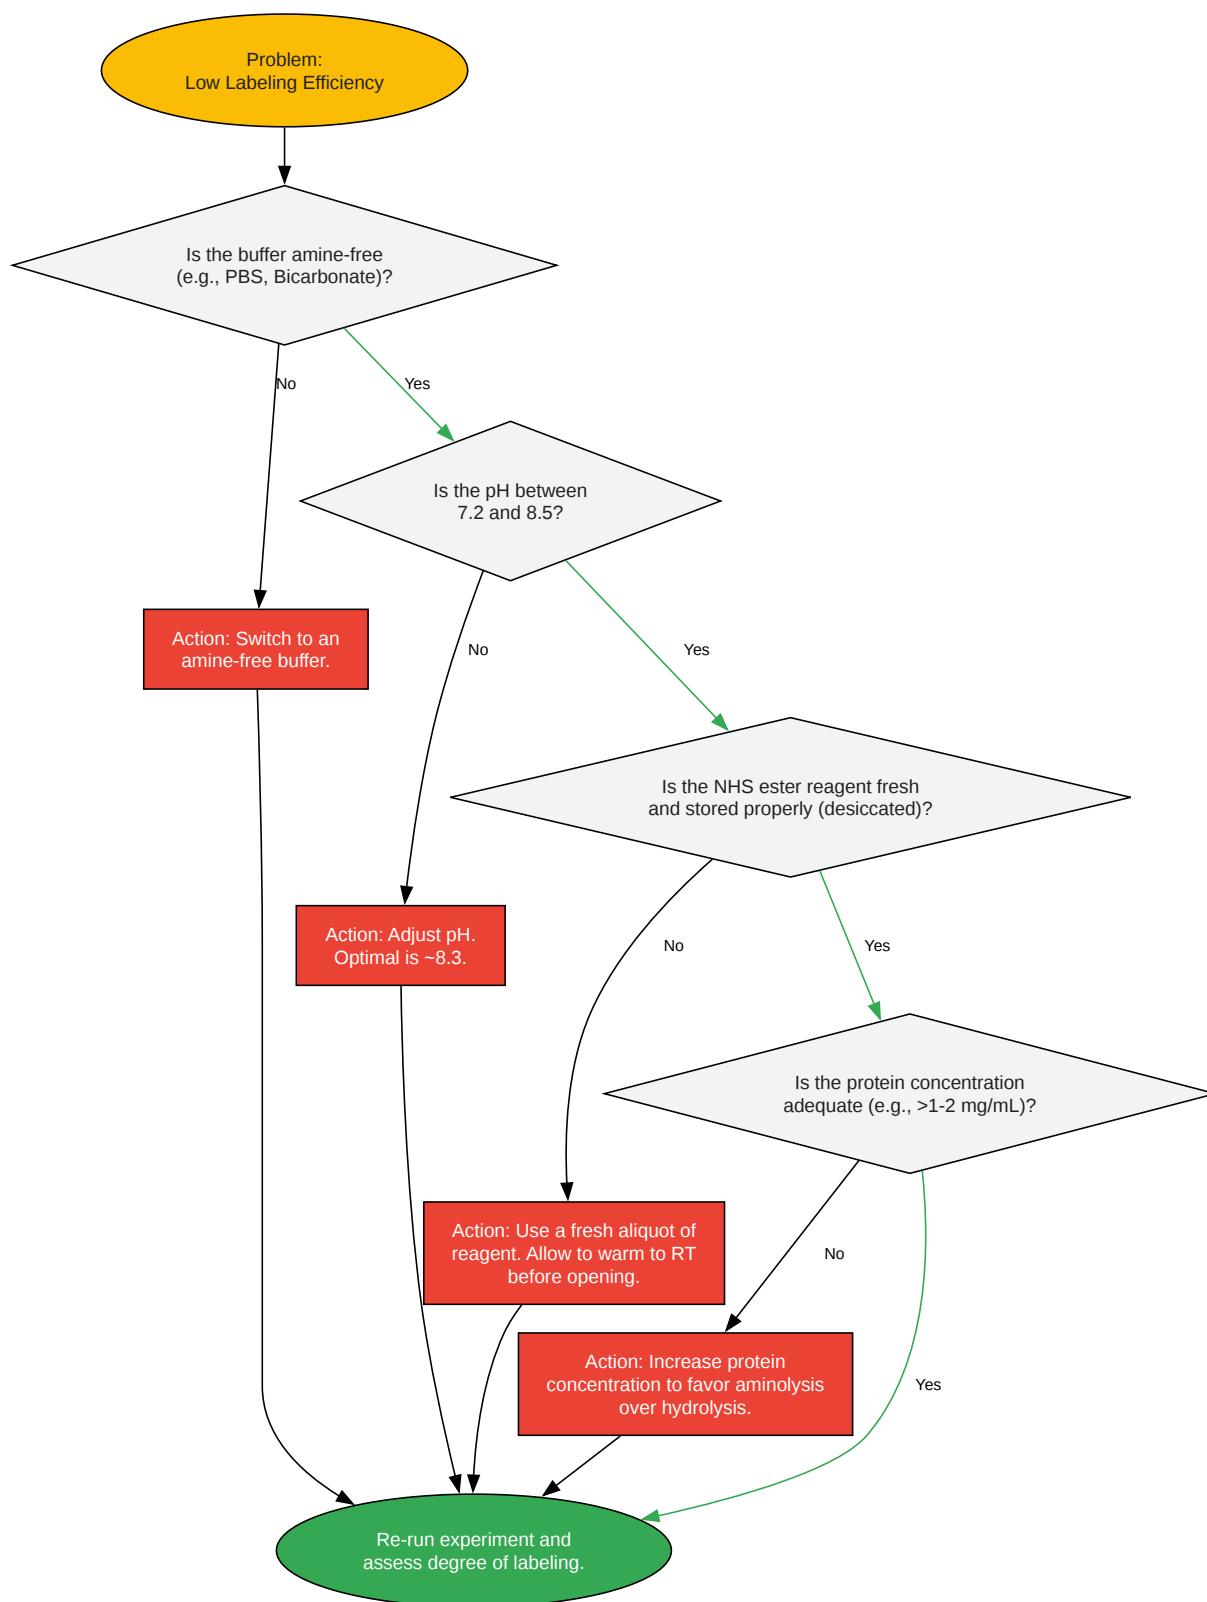 Problem:
Low Labeling Efficiency
Is the buffer amine-free
(e.g., PBS, Bicarbonate)?
No
Yes
Is the pH between
7.2 and 8.5?
Action: Switch to an
amine-free buffer.
No
Yes
Is the NHS ester reagent fresh
and stored properly (desiccated)?
Action: Adjust pH.
Optimal is ~8.3.
No
Yes
Is the protein concentration
adequate (e.g., >1-2 mg/mL)?
Action: Use a fresh aliquot of
reagent. Allow to warm to RT
before opening.
No
Action: Increase protein
concentration to favor aminolysis
over hydrolysis.
Yes
Re-run experiment and
assess degree of labeling.